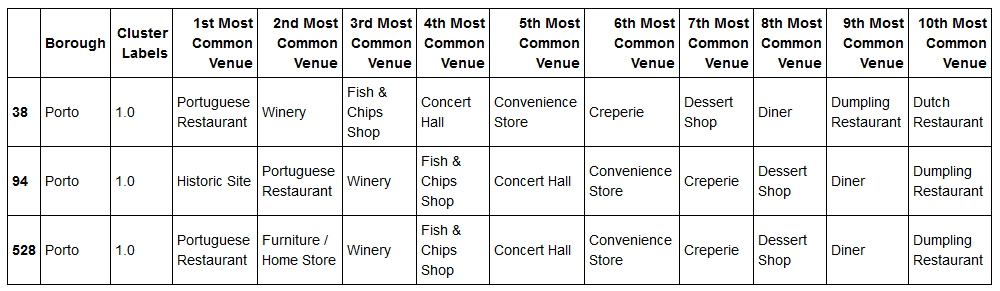 Borough Cluster Labels 1st Most Common Venue 2nd Most Common Venue 3rd Most Common Venue 4th Most Common Venue 5th Most Common Venue 6th Most Common Venue 7th Most Common Venue 8th Most Common Venue 9th Most Common Venue 10th Most Common Venue
38 Porto 1.0 Portuguese Restaurant Winery Fish & Chips Shop Concert Hall Convenience Store Creperie Dessert Shop Diner Dumpling Restaurant Dutch Restaurant
94 Porto 1.0 Historic Site Portuguese Restaurant Winery Fish & Chips Shop Concert Hall Convenience Store Creperie Dessert Shop Diner Dumpling Restaurant
528 Porto 1.0 Portuguese Restaurant Furniture / Home Store Winery Fish & Chips Shop Concert Hall Convenience Store Creperie Dessert Shop Diner Dumpling Restaurant